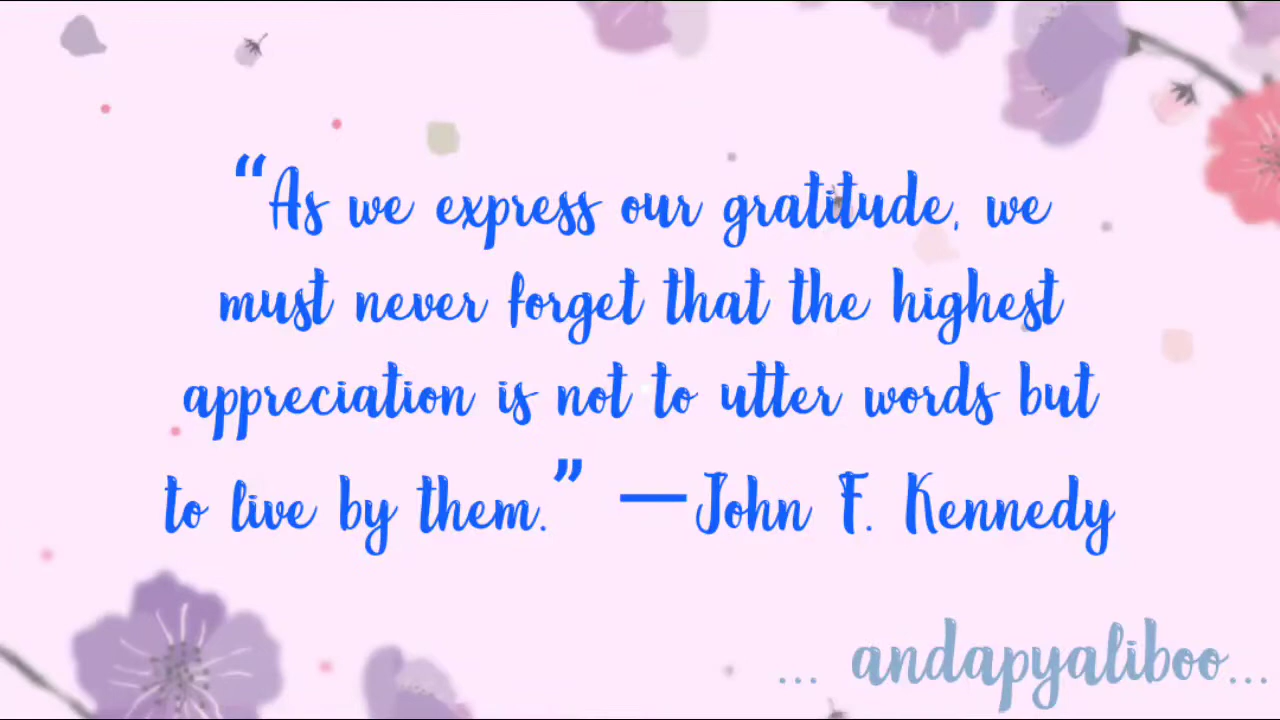 “As we express our gratitude, we
must never forget that the highest
appreciation is not to utter words but
to live by them.” —John F. Kennedy
... andapyaliboo...